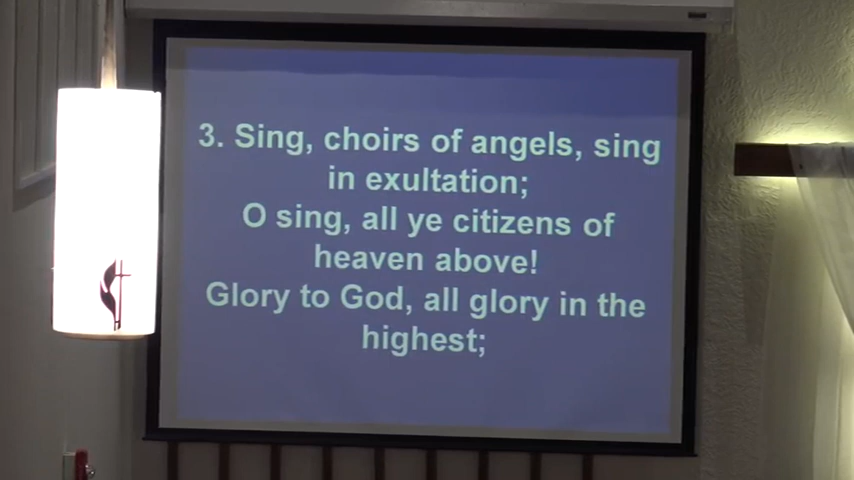 3. Sing, choirs of angels, sing
in exultation;
O sing, all ye citizens of
heaven above!
Glory to God, all glory in the
highest;